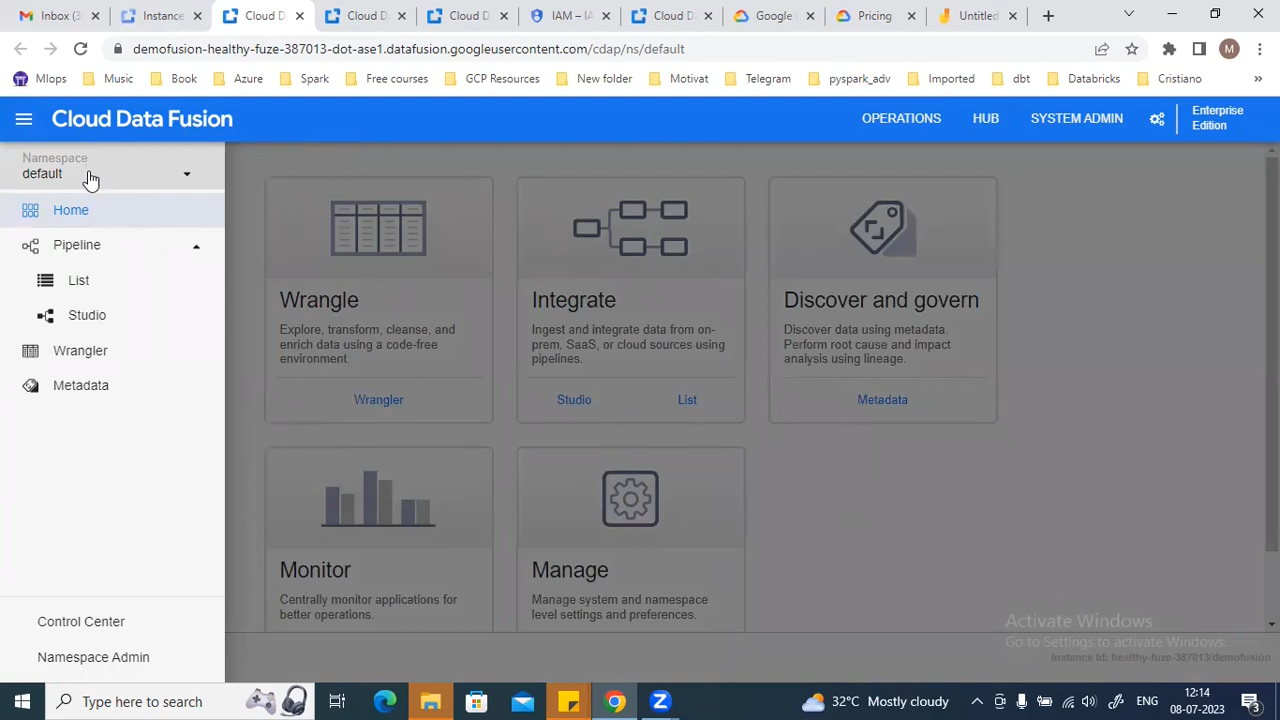 Inbox (3
Instance
Cloud D
Cloud D
Cloud D
IAM – I
Cloud D
Google
Pricing
Untitled
demofusion-healthy-fuze-387013-dot-ase1.datafusion.googleusercontent.com/cdap/ns/default
M
Mlops
Music
Book
Azure
Spark
Free courses
GCP Resources
New folder
Motivat
Telegram
pyspark_adv
Imported
dbt
Databricks
Cristiano
»
Cloud Data Fusion
OPERATIONS
HUB
SYSTEM ADMIN
Enterprise
Edition
Namespace
default
Home
Pipeline
List
Studio
Wrangler
Metadata
Control Center
Namespace Admin
Wrangle
Explore, transform, cleanse, and
enrich data using a code-free
environment.
Wrangler
Integrate
Ingest and integrate data from on-
prem, SaaS, or cloud sources using
pipelines.
Studio
List
Discover and govern
Discover data using metadata.
Perform root cause and impact
analysis using lineage.
Metadata
Monitor
Centrally monitor applications for
better operations.
Manage
Manage system and namespace
level settings and preferences.
Activate Windows
Go to Settings to activate Windows.
Instance Id: healthy-fuze-387013/demofusion
Type here to search
32°C Mostly cloudy
ENG
12:14
08-07-2023
3